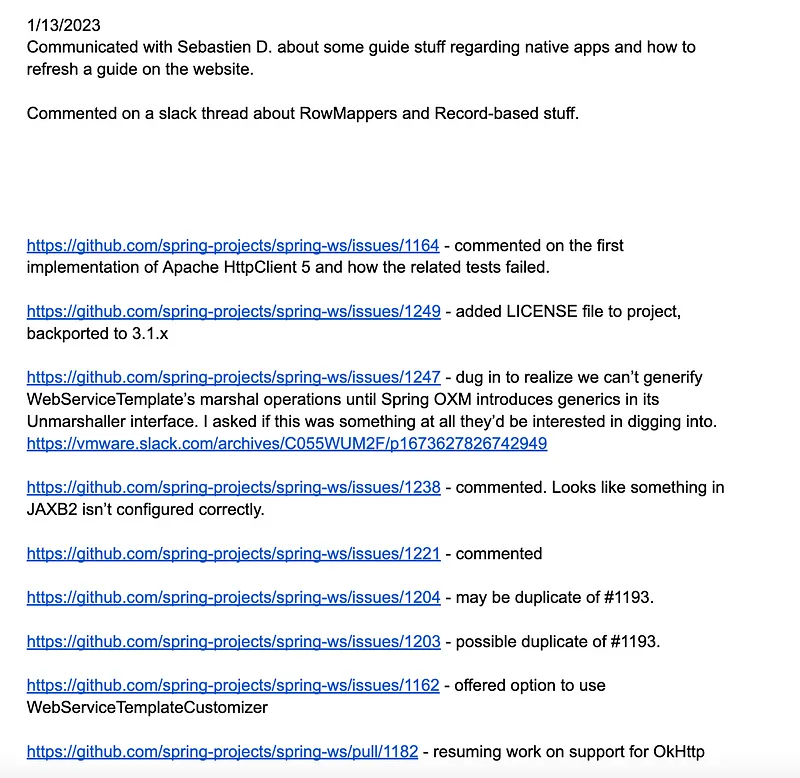 1/13/2023
Communicated with Sebastien D. about some guide stuff regarding native apps and how to
refresh a guide on the website.
Commented on a slack thread about RowMappers and Record-based stuff.
https://github.com/spring-projects/spring-ws/issues/1164 - commented on the first
implementation of Apache HttpClient 5 and how the related tests failed.
https://github.com/spring-projects/spring-ws/issues/1249 - added LICENSE file to project,
backported to 3.1.x
https://github.com/spring-projects/spring-ws/issues/1247 - dug in to realize we can’t generify
WebServiceTemplate’s marshal operations until Spring OXM introduces generics in its
Unmarshaller interface. I asked if this was something at all they’d be interested in digging into.
https://vmware.slack.com/archives/C055WUM2F/p1673627826742949
https://github.com/spring-projects/spring-ws/issues/1238 - commented. Looks like something in
JAXB2 isn’t configured correctly.
https://github.com/spring-projects/spring-ws/issues/1221 - commented
https://github.com/spring-projects/spring-ws/issues/1204 - may be duplicate of #1193.
https://github.com/spring-projects/spring-ws/issues/1203 - possible duplicate of #1193.
https://github.com/spring-projects/spring-ws/issues/1162 - offered option to use
WebServiceTemplateCustomizer
https://github.com/spring-projects/spring-ws/pull/1182 - resuming work on support for OkHttp